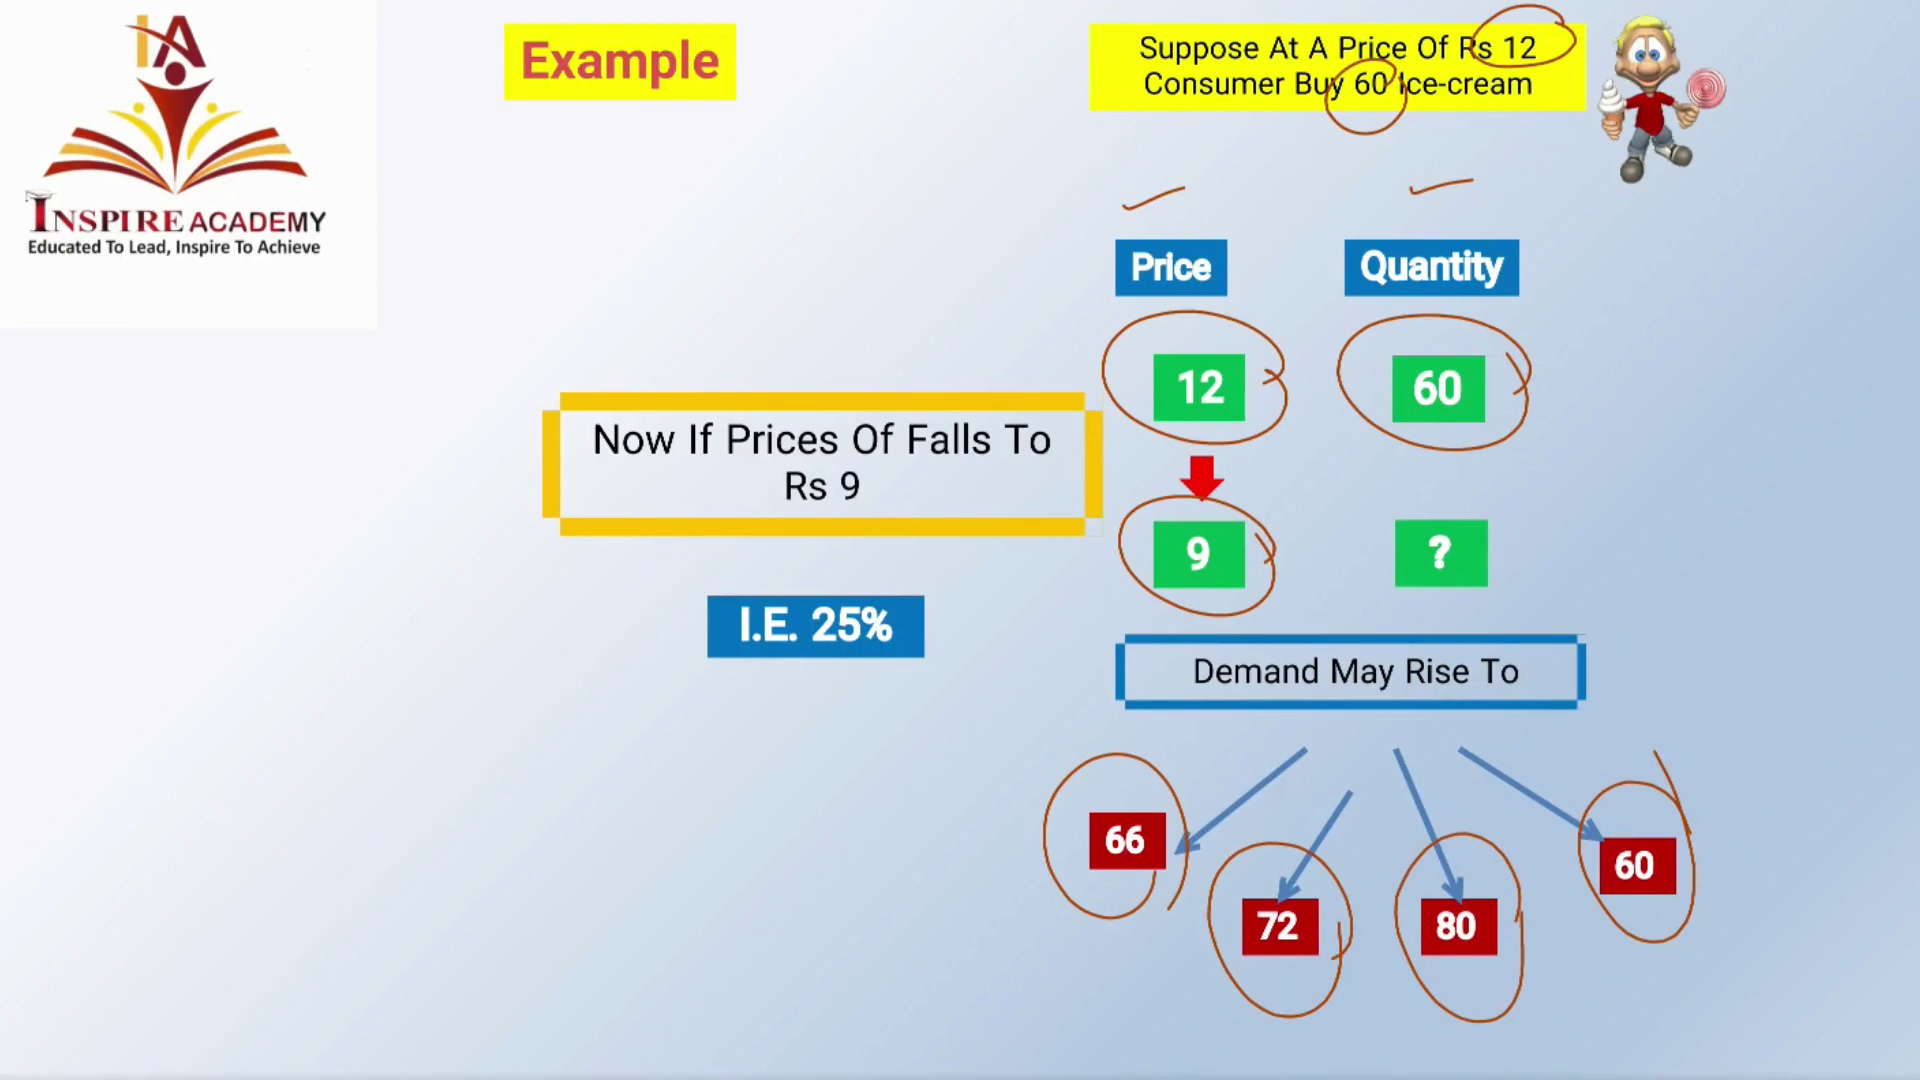 IA
INSPIRE ACADEMY
Educated To Lead, Inspire To Achieve
Example
Suppose At A Price Of Rs 12
Consumer Buy 60 Ice-cream
Price
Quantity
12
60
Now If Prices Of Falls To
Rs 9
9
?
I.E. 25%
Demand May Rise To
66
72
80
60